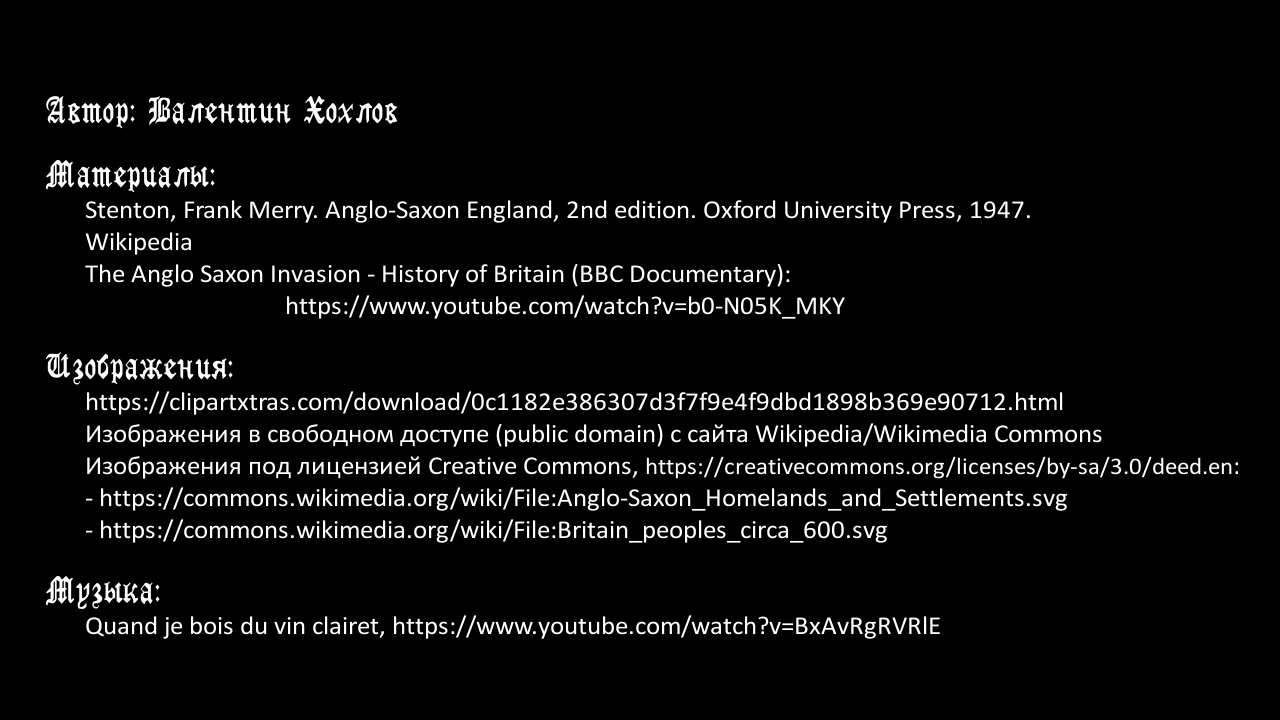 Автор: Валентин Хохлов
Материалы:
Stenton, Frank Merry. Anglo-Saxon England, 2nd edition. Oxford University Press, 1947.
Wikipedia
The Anglo Saxon Invasion - History of Britain (BBC Documentary):
https://www.youtube.com/watch?v=b0-N05K_MKY
Изображения:
https://clipartxtras.com/download/0c1182e386307d3f7f9e4f9dbd1898b369e90712.html
Изображения в свободном доступе (public domain) с сайта Wikipedia/Wikimedia Commons
Изображения под лицензией Creative Commons, https://creativecommons.org/licenses/by-sa/3.0/deed.en:
- https://commons.wikimedia.org/wiki/File:Anglo-Saxon_Homelands_and_Settlements.svg
- https://commons.wikimedia.org/wiki/File:Britain_peoples_circa_600.svg
Музыка:
Quand je bois du vin clairet, https://www.youtube.com/watch?v=BxAvRgRVRlE